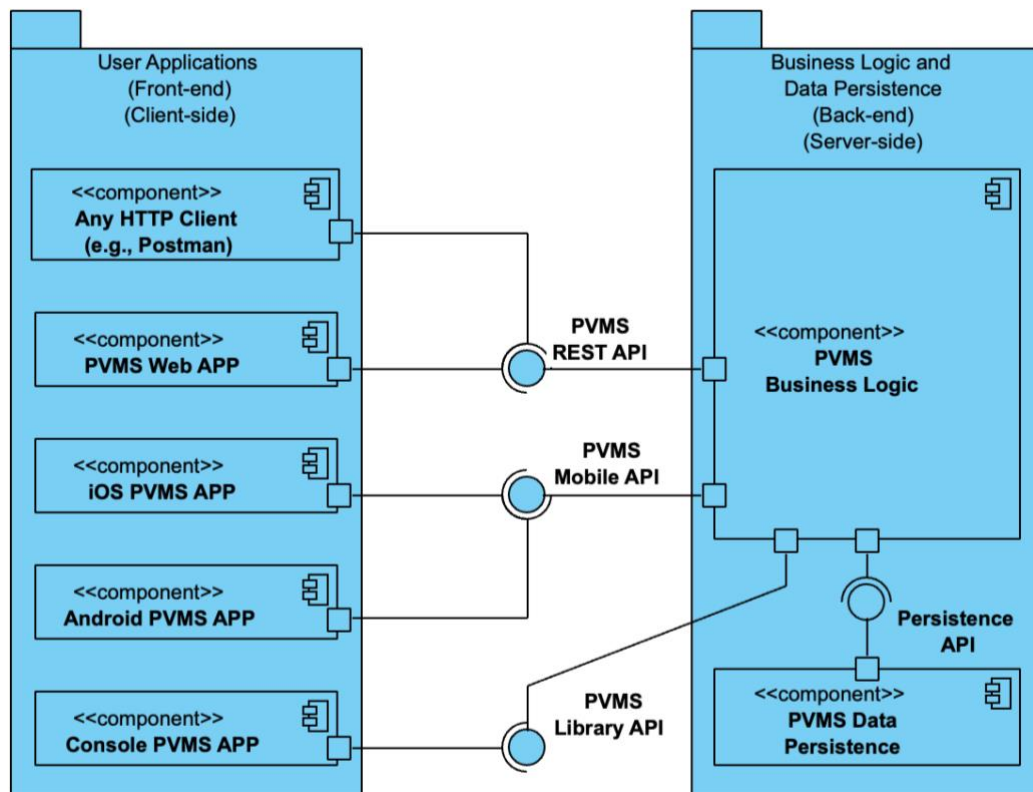 User Applications
(Front-end)
(Client-side)
<<component>>
Any HTTP Client
(e.g., Postman)
<<component>>
PVMS Web APP
<<component>>
iOS PVMS APP
<<component>>
Android PVMS APP
<<component>>
Console PVMS APP
PVMS
REST API
PVMS
Mobile API
PVMS
Library API
Business Logic and
Data Persistence
(Back-end)
(Server-side)
<<component>>
PVMS
Business Logic
Persistence
API
<<component>>
PVMS Data
Persistence